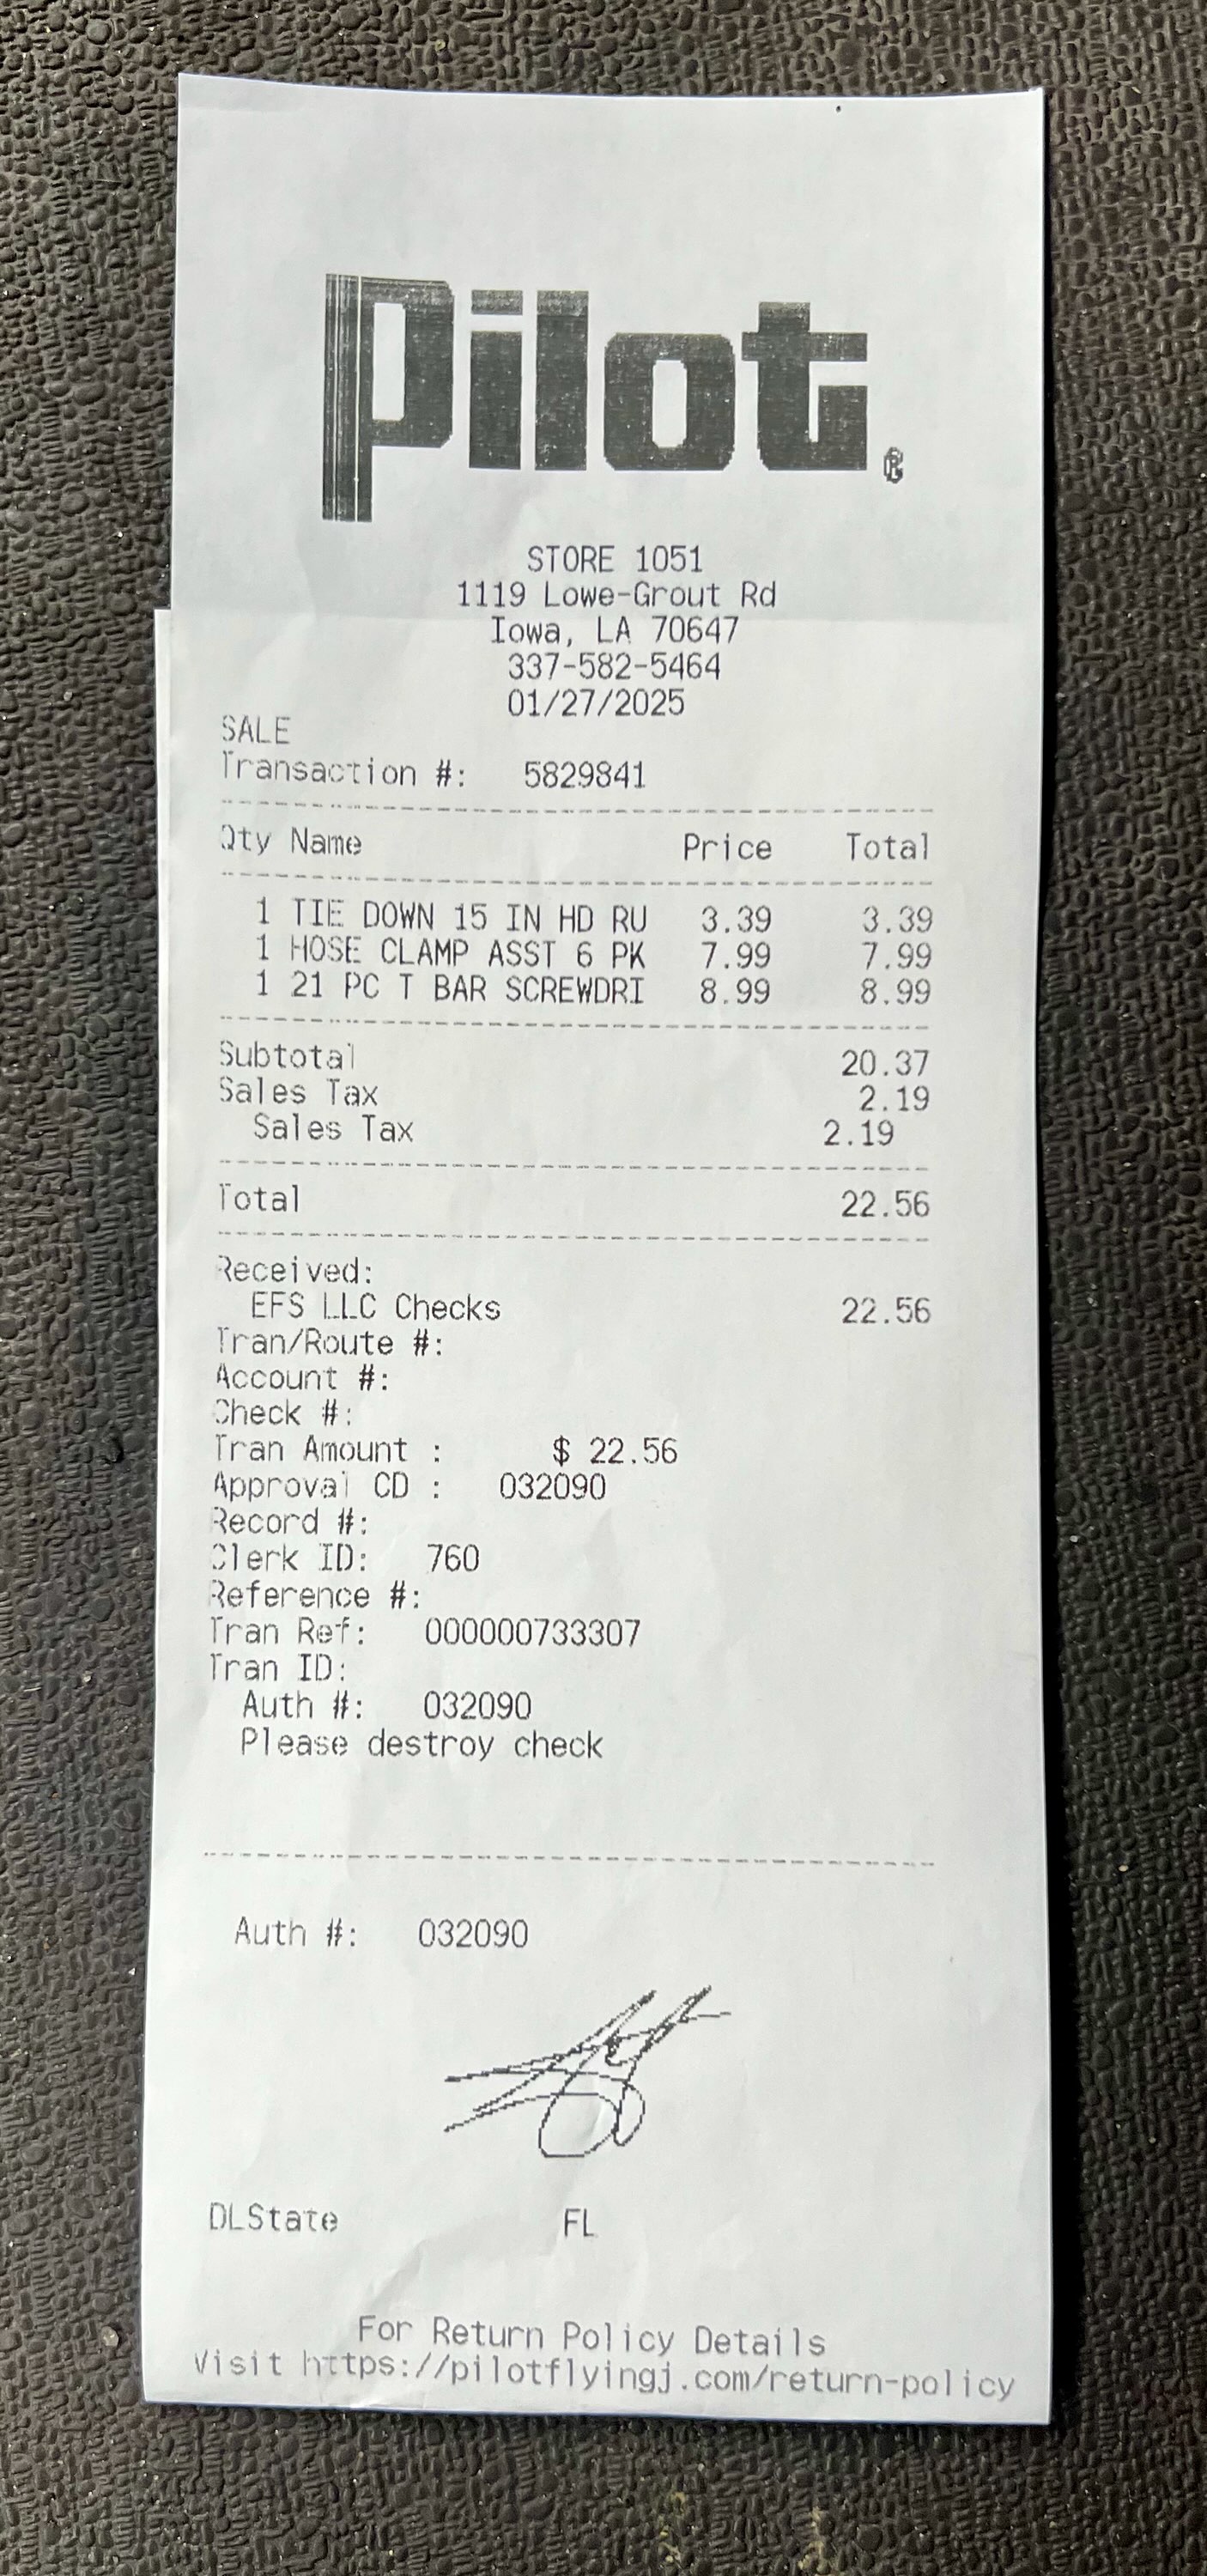 Pilot®
STORE 1051
1119 Lowe-Grout Rd
Iowa, LA 70647
337-582-5464
01/27/2025
SALE
Transaction #: 5829841
Qty Name Price Total
1 TIE DOWN 15 IN HD RU 3.39 3.39
1 HOSE CLAMP ASST 6 PK 7.99 7.99
1 21 PC T BAR SCREWDRI 8.99 8.99
Subtotal 20.37
Sales Tax 2.19
Sales Tax 2.19
Total 22.56
Received:
EFS LLC Checks 22.56
Tran/Route #:
Account #:
Check #:
Tran Amount : $ 22.56
Approval CD : 032090
Record #:
Clerk ID: 760
Reference #:
Tran Ref: 000000733307
Tran ID:
Auth #: 032090
Please destroy check
Auth #: 032090
DLState FL
For Return Policy Details
Visit https://pilotflyingj.com/return-policy